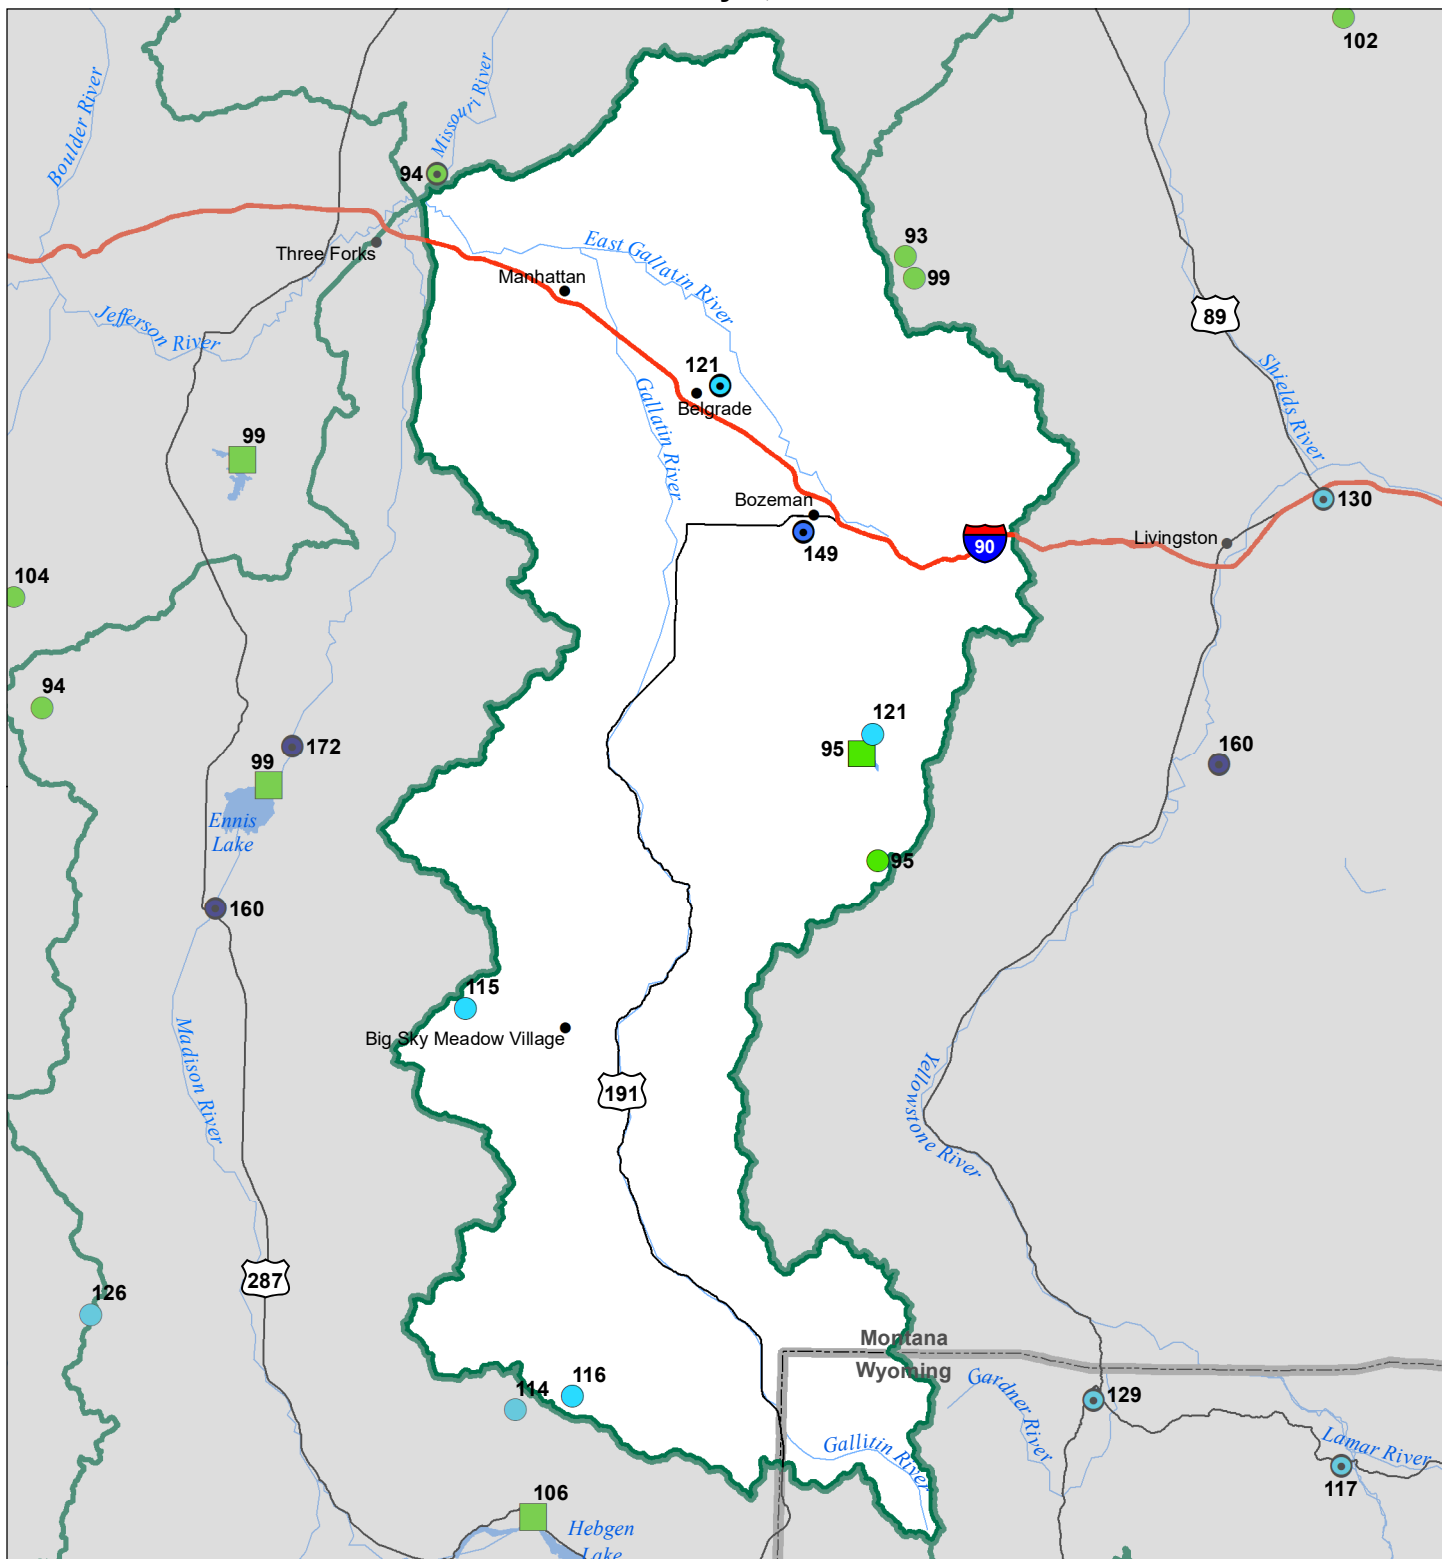 102
Boulder River
Missouri River
94
93
99
East Gallatin River
Three Forks
Manhattan
89
Jefferson River
121
Shields River
Belgrade
Gallatin River
99
Bozeman
130
149
90
Livingston
104
94
121
172
95
160
99
Ennis
Lake
95
160
115
Big Sky Meadow Village
Madison River
191
Yellowstone River
287
126
Montana
Wyoming
116
114
Gardner River
129
Gallitin River
Lamar River
117
106
Hebgen
Lake